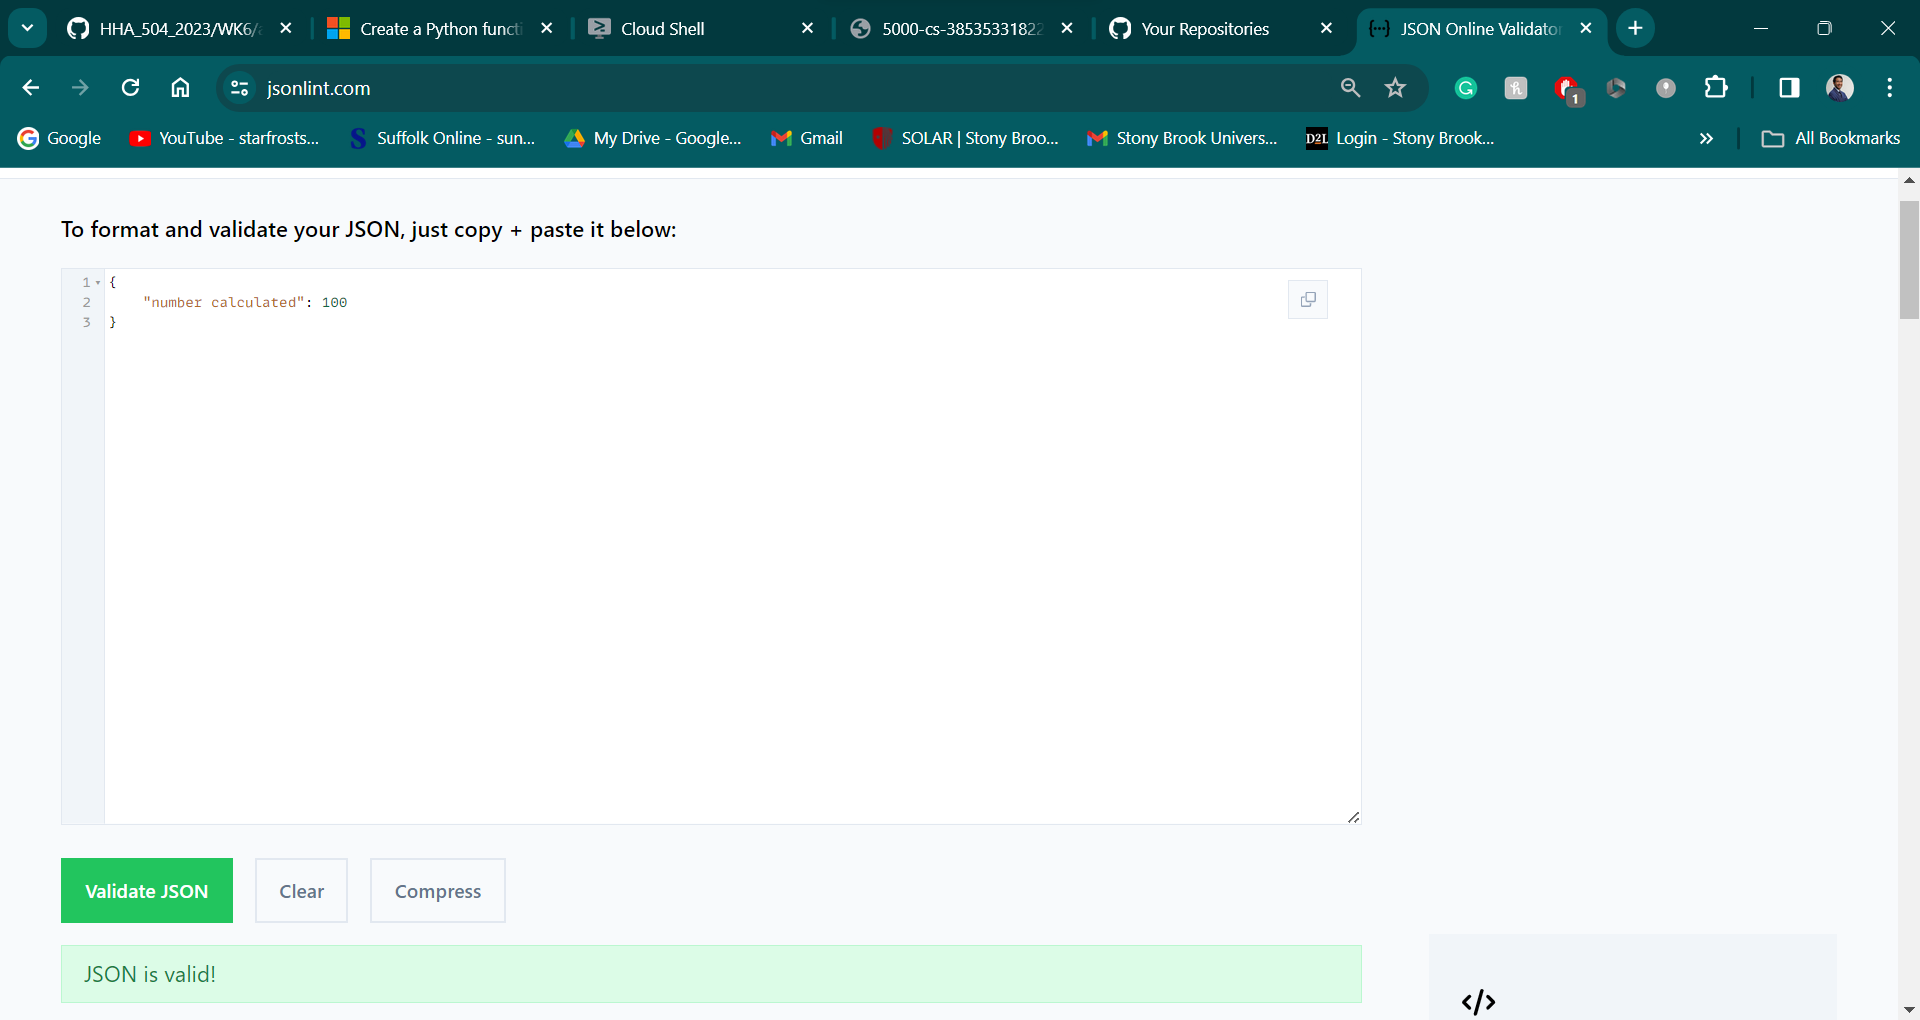 HHA_504_2023/WK6/
Create a Python functi
Cloud Shell
5000-cs-38535331822
Your Repositories
JSON Online Validator
jsonlint.com
1
Google
YouTube - starfrosts...
Suffolk Online - sun...
My Drive - Google...
Gmail
SOLAR | Stony Broo...
Stony Brook Univers...
D2L
Login - Stony Brook...
All Bookmarks
To format and validate your JSON, just copy + paste it below:
1 {
2 "number calculated": 100
3 }
Validate JSON
Clear
Compress
JSON is valid!